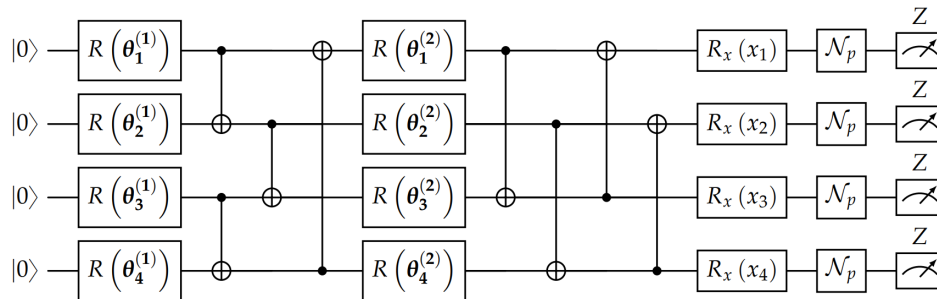 Z
|0⟩ R(θ₁⁽¹⁾) R(θ₁⁽²⁾) Rₓ(x₁) 𝒩ₚ
Z
|0⟩ R(θ₂⁽¹⁾) R(θ₂⁽²⁾) Rₓ(x₂) 𝒩ₚ
Z
|0⟩ R(θ₃⁽¹⁾) R(θ₃⁽²⁾) Rₓ(x₃) 𝒩ₚ
Z
|0⟩ R(θ₄⁽¹⁾) R(θ₄⁽²⁾) Rₓ(x₄) 𝒩ₚ